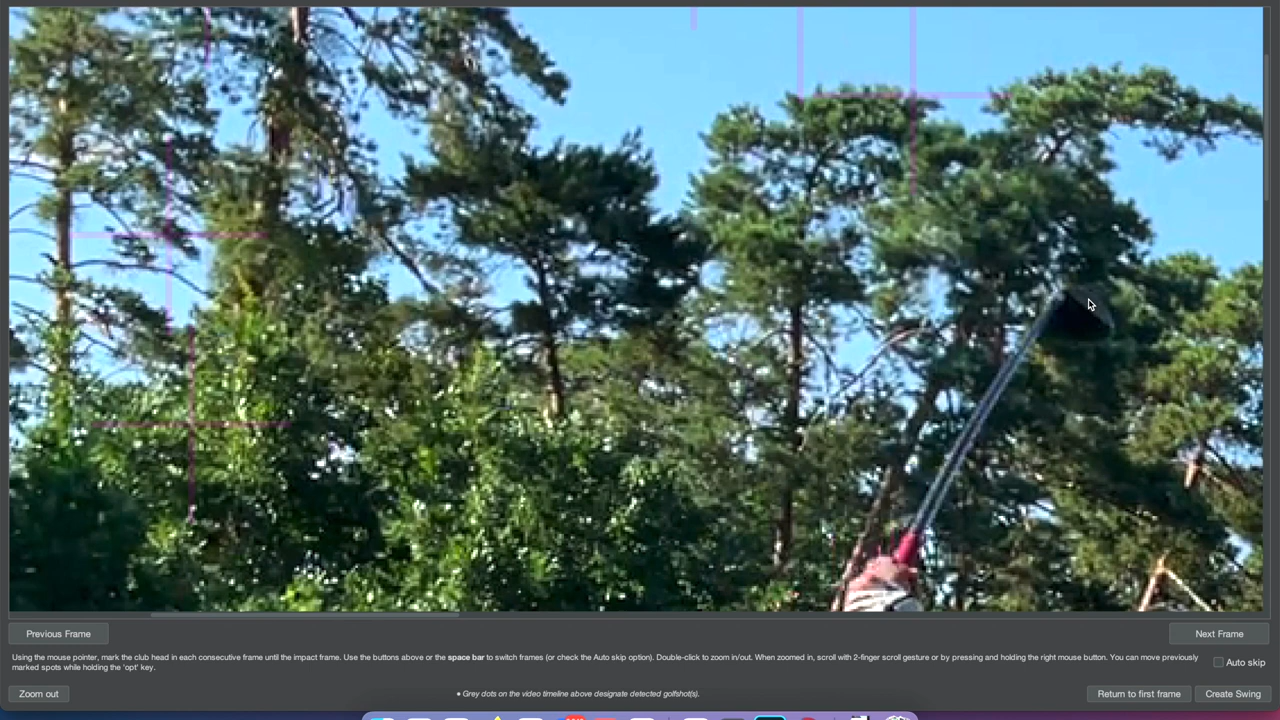 Previous Frame
Next Frame
Using the mouse pointer, mark the club head in each consecutive frame until the impact frame. Use the buttons above or the space bar to switch frames (or check the Auto skip option). Double-click to zoom in/out. When zoomed in, scroll with 2-finger scroll gesture or by pressing and holding the right mouse button. You can move previously
marked spots while holding the 'opt' key.
Auto skip
Zoom out
• Grey dots on the video timeline above designate detected golfshot(s).
Return to first frame
Create Swing